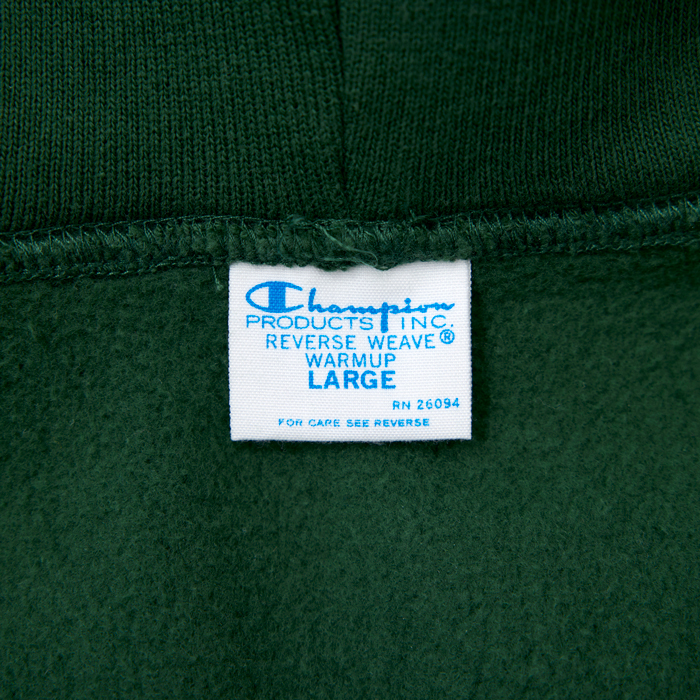 Champion
PRODUCTS INC.
REVERSE WEAVE®
WARMUP
LARGE
RN 26094
FOR CARE SEE REVERSE